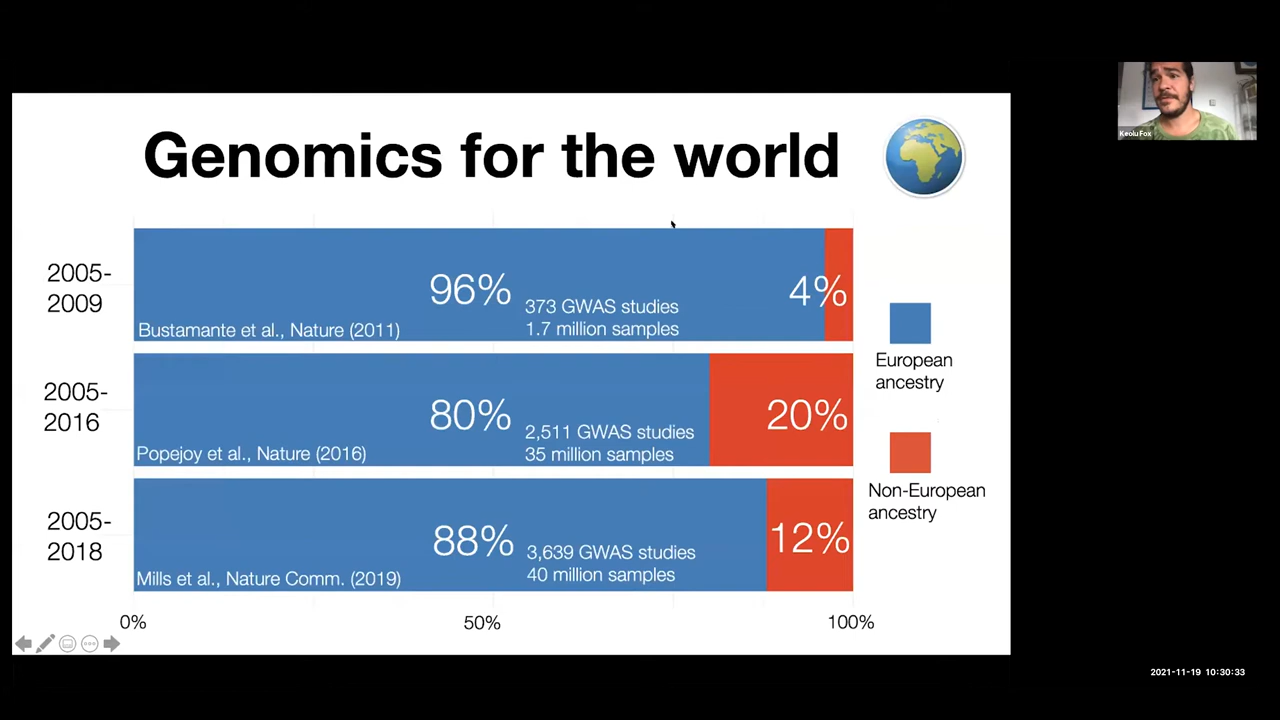 Genomics for the world
Keolu Fox
2005-
2009
96%
373 GWAS studies
1.7 million samples
4%
Bustamante et al., Nature (2011)
2005-
2016
80%
2,511 GWAS studies
35 million samples
20%
Popejoy et al., Nature (2016)
2005-
2018
88%
3,639 GWAS studies
40 million samples
12%
Mills et al., Nature Comm. (2019)
European
ancestry
Non-European
ancestry
0%
50%
100%
2021-11-19 10:30:33